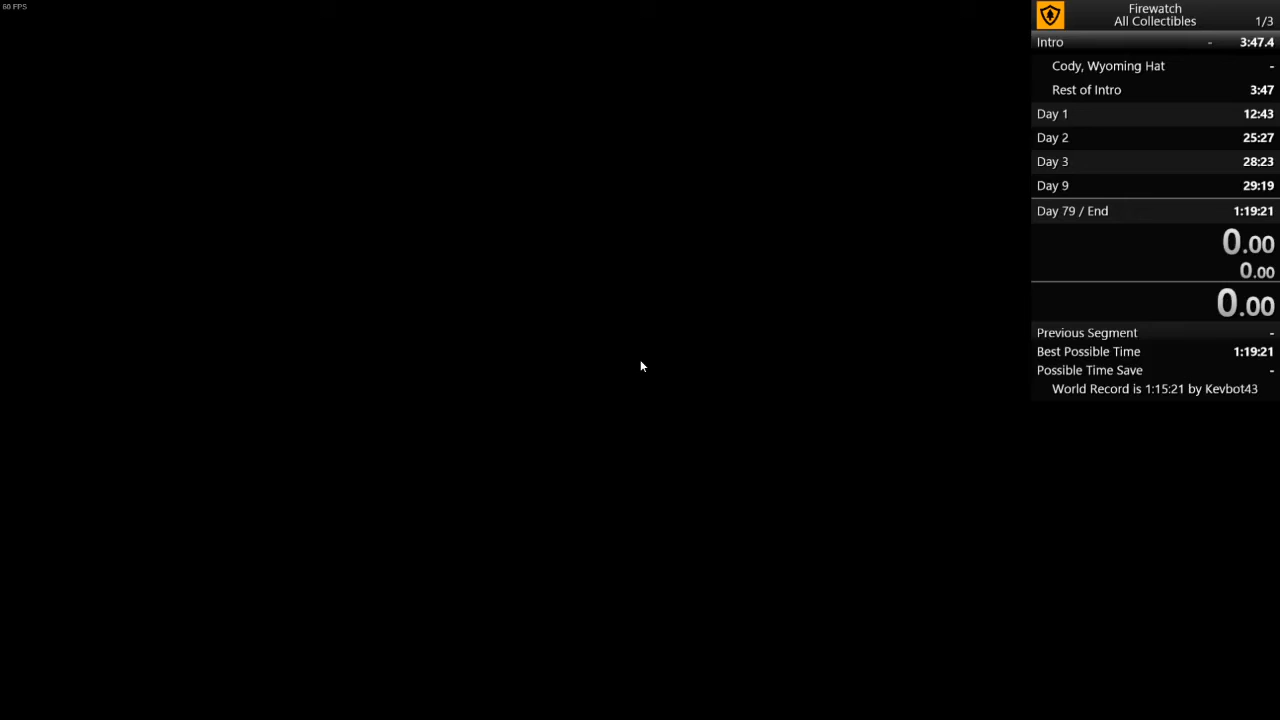 60 FPS
Firewatch
All Collectibles 1/3
Intro - 3:47.4
Cody, Wyoming Hat -
Rest of Intro 3:47
Day 1 12:43
Day 2 25:27
Day 3 28:23
Day 9 29:19
Day 79 / End 1:19:21
0.00
0.00
0.00
Previous Segment -
Best Possible Time 1:19:21
Possible Time Save -
World Record is 1:15:21 by Kevbot43